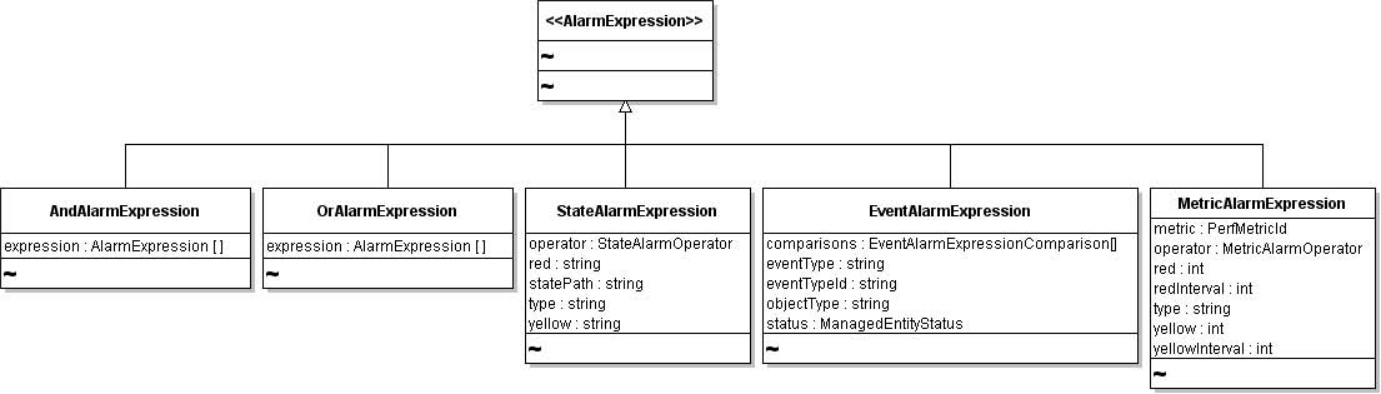 <<AlarmExpression>>
~
~
AndAlarmExpression
expression : AlarmExpression [ ]
~
OrAlarmExpression
expression : AlarmExpression [ ]
~
StateAlarmExpression
operator : StateAlarmOperator
red : string
statePath : string
type : string
yellow : string
~
EventAlarmExpression
comparisons : EventAlarmExpressionComparison[]
eventType : string
eventTypeId : string
objectType : string
status : ManagedEntityStatus
~
MetricAlarmExpression
metric : PerfMetricId
operator : MetricAlarmOperator
red : int
redInterval : int
type : string
yellow : int
yellowInterval : int
~